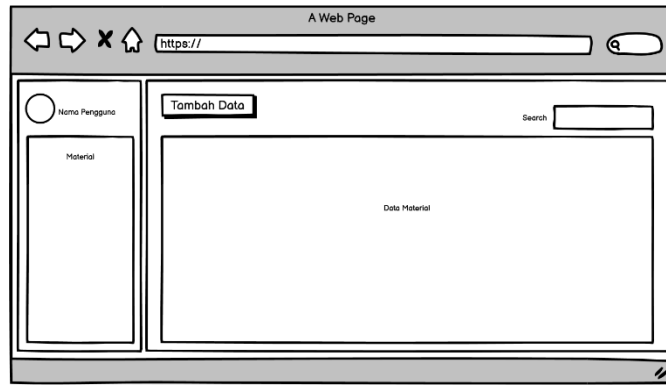 A Web Page
https://
Nama Pengguna
Material
Tambah Data
Search
Data Material